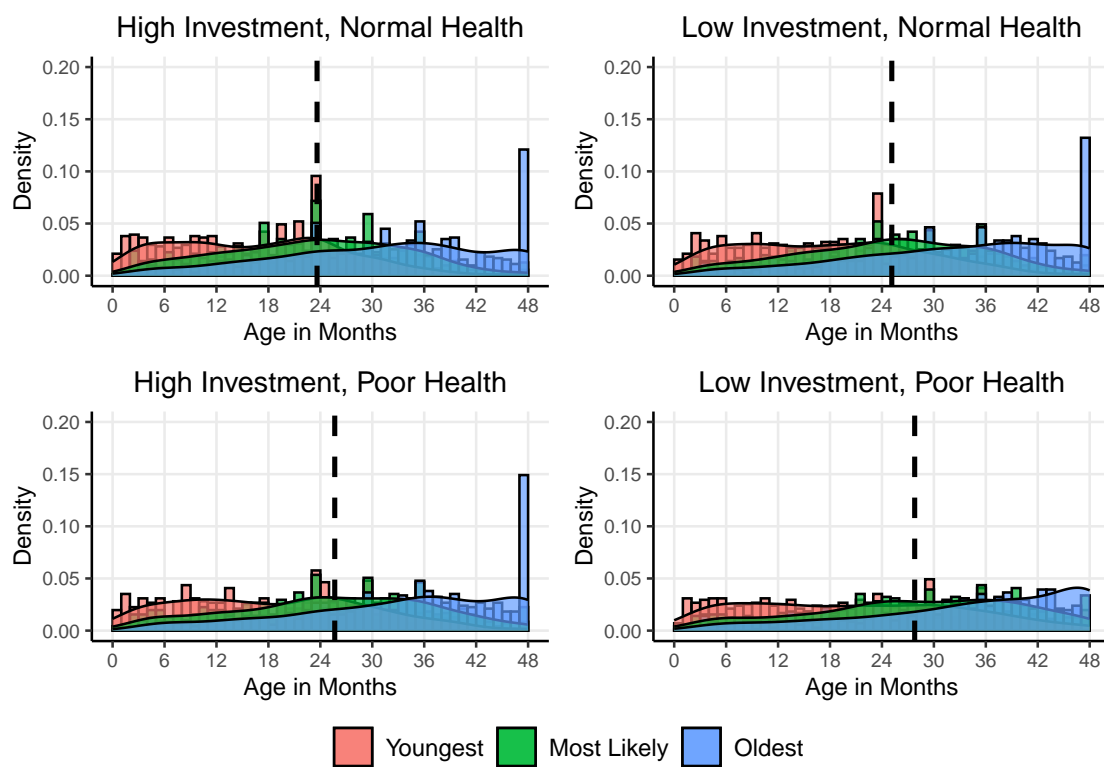 High Investment, Normal Health
Low Investment, Normal Health
0.20
0.15
0.10
0.05
0.00
Density
0 6 12 18 24 30 36 42 48
Age in Months
0.20
0.15
0.10
0.05
0.00
Density
0 6 12 18 24 30 36 42 48
Age in Months
High Investment, Poor Health
Low Investment, Poor Health
0.20
0.15
0.10
0.05
0.00
Density
0 6 12 18 24 30 36 42 48
Age in Months
0.20
0.15
0.10
0.05
0.00
Density
0 6 12 18 24 30 36 42 48
Age in Months
Youngest Most Likely Oldest